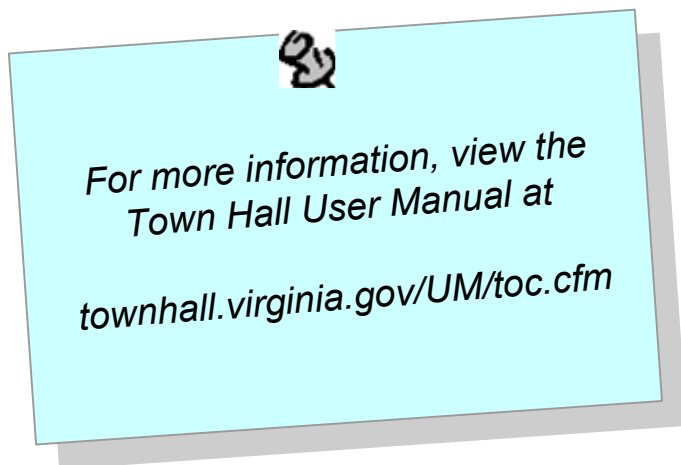 For more information, view the
Town Hall User Manual at
townhall.virginia.gov/UM/toc.cfm